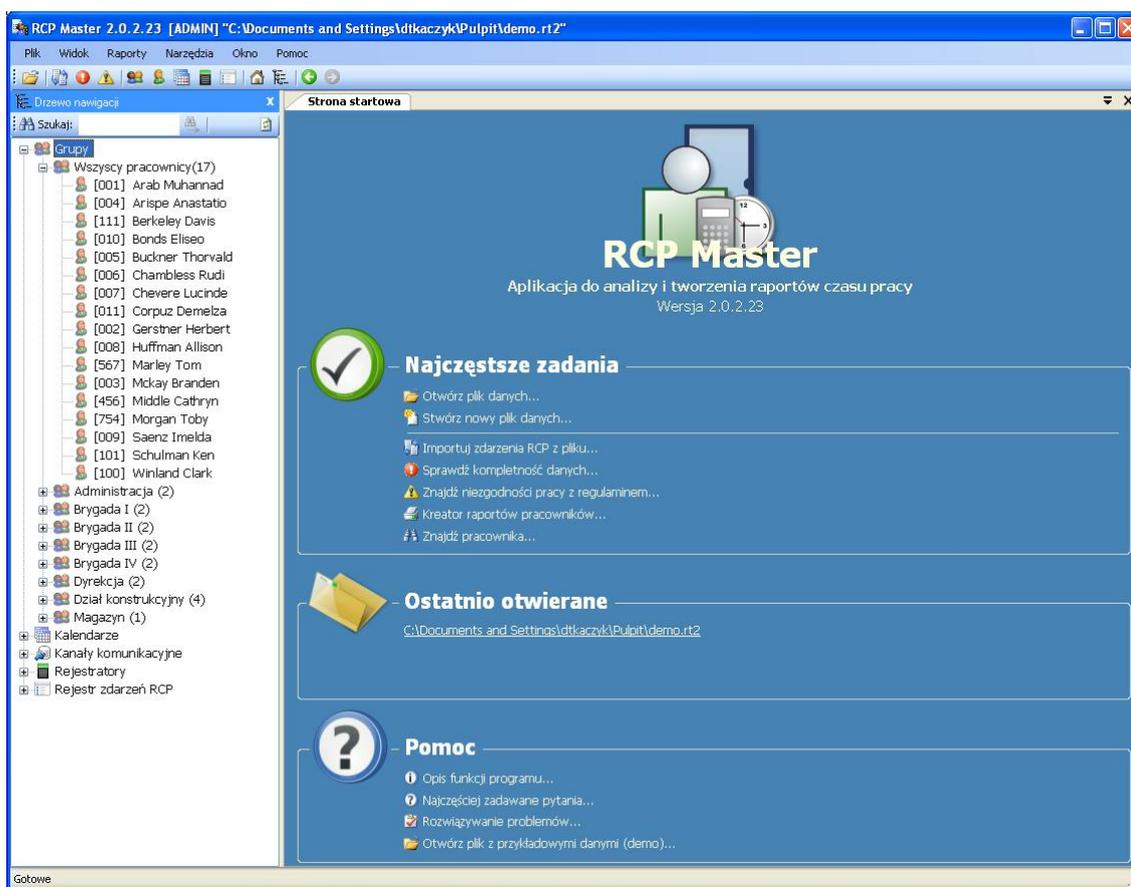 RCP Master 2.0.2.23 [ADMIN] "C:\Documents and Settings\dtkaczyk\Pulpit\demo.rt2"
Plik Widok Raporty Narzędzia Okno Pomoc
Drzewo nawigacji x
Strona startowa
Szukaj:
Grupy
Wszyscy pracownicy(17)
[001] Arab Muhannad
[004] Arispe Anastatio
[111] Berkeley Davis
[010] Bonds Eliseo
[005] Buckner Thorvald
[006] Chambless Rudi
[007] Chevere Lucinde
[011] Corpuz Demelza
[002] Gerstner Herbert
[008] Huffman Allison
[567] Marley Tom
[003] Mckay Branden
[456] Middle Cathryn
[754] Morgan Toby
[009] Saenz Imelda
[101] Schulman Ken
[100] Winland Clark
Administracja (2)
Brygada I (2)
Brygada II (2)
Brygada III (2)
Brygada IV (2)
Dyrekcja (2)
Dział konstrukcyjny (4)
Magazyn (1)
Kalendarze
Kanały komunikacyjne
Rejestratory
Rejestr zdarzeń RCP
12
3
RCP Master
Aplikacja do analizy i tworzenia raportów czasu pracy
Wersja 2.0.2.23
Najczęstsze zadania
Otwórz plik danych...
Stwórz nowy plik danych...
Importuj zdarzenia RCP z pliku...
Sprawdź kompletność danych...
Znajdź niezgodności pracy z regulaminem...
Kreator raportów pracowników...
Znajdź pracownika...
Ostatnio otwierane
C:\Documents and Settings\dtkaczyk\Pulpit\demo.rt2
Pomoc
Opis funkcji programu...
Najczęściej zadawane pytania...
Rozwiązywanie problemów...
Otwórz plik z przykładowymi danymi (demo)...
Gotowe